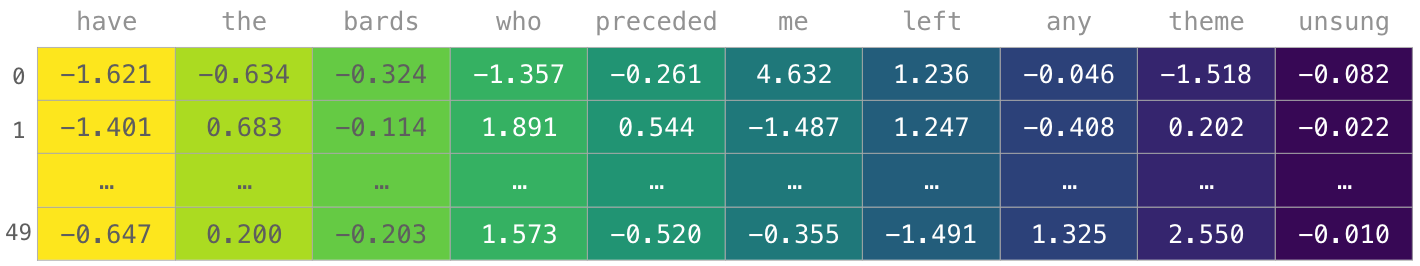 have the bards who preceded me left any theme unsung
0 −1.621 −0.634 −0.324 −1.357 −0.261 4.632 1.236 −0.046 −1.518 −0.082
1 −1.401 0.683 −0.114 1.891 0.544 −1.487 1.247 −0.408 0.202 −0.022
… … … … … … … … … …
49 −0.647 0.200 −0.203 1.573 −0.520 −0.355 −1.491 1.325 2.550 −0.010